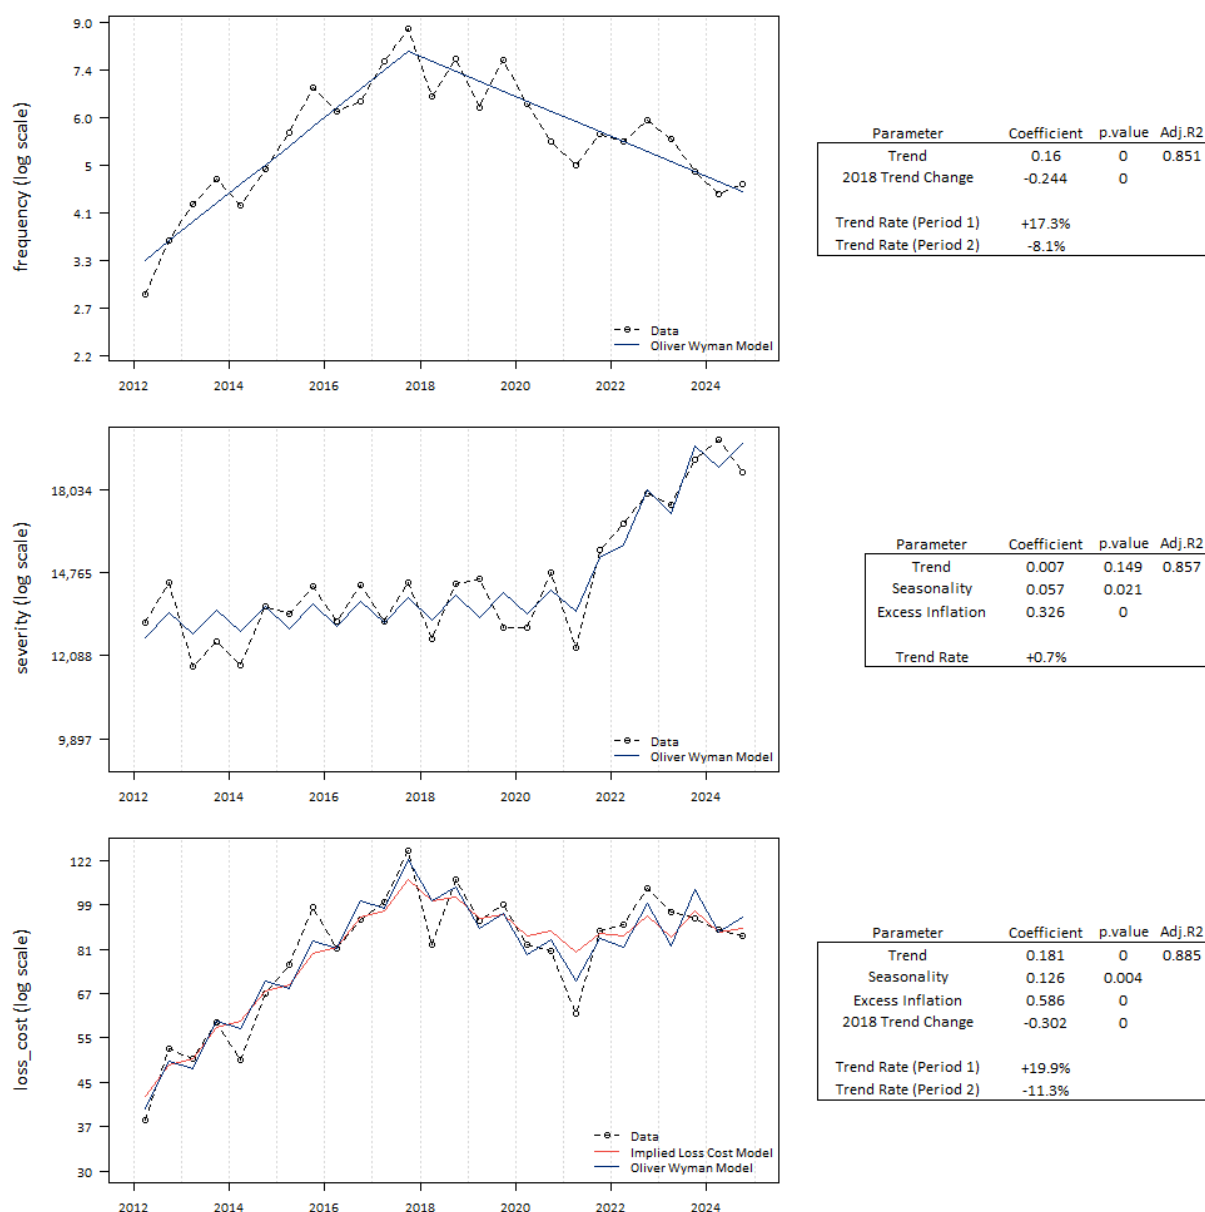 frequency (log scale)
9.0
7.4
6.0
5
4.1
3.3
2.7
2.2
Data
Oliver Wyman Model
2012 2014 2016 2018 2020 2022 2024
Parameter Coefficient p.value Adj.R2
Trend 0.16 0 0.851
2018 Trend Change -0.244 0
Trend Rate (Period 1) +17.3%
Trend Rate (Period 2) -8.1%
severity (log scale)
18,034
14,765
12,088
9,897
Data
Oliver Wyman Model
2012 2014 2016 2018 2020 2022 2024
Parameter Coefficient p.value Adj.R2
Trend 0.007 0.149 0.857
Seasonality 0.057 0.021
Excess Inflation 0.326 0
Trend Rate +0.7%
loss_cost (log scale)
122
99
81
67
55
45
37
30
Data
Implied Loss Cost Model
Oliver Wyman Model
2012 2014 2016 2018 2020 2022 2024
Parameter Coefficient p.value Adj.R2
Trend 0.181 0 0.885
Seasonality 0.126 0.004
Excess Inflation 0.586 0
2018 Trend Change -0.302 0
Trend Rate (Period 1) +19.9%
Trend Rate (Period 2) -11.3%